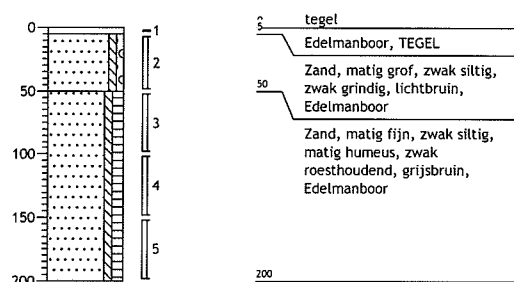 0
50
100
150
200
1
2
3
4
5
0
5
tegel
Edelmanboor, TEGEL
Zand, matig grof, zwak siltig,
zwak grindig, lichtbruin,
Edelmanboor
50
Zand, matig fijn, zwak siltig,
matig humeus, zwak
roesthoudend, grijsbruin,
Edelmanboor
200